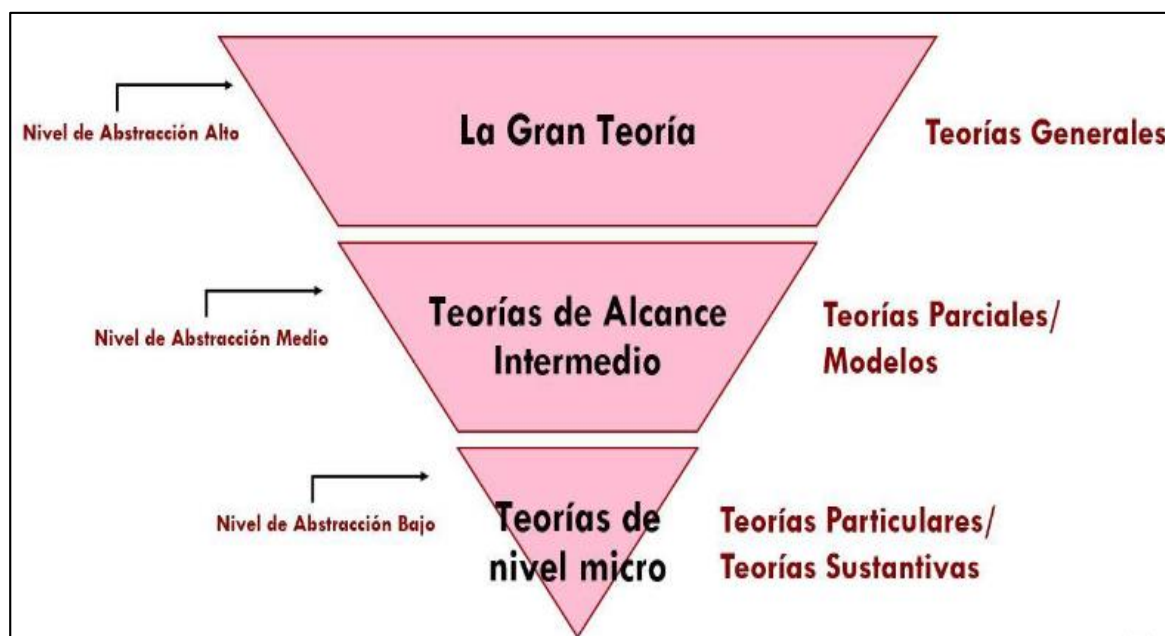 La Gran Teoría
Nivel de Abstracción Alto
Teorías Generales
Teorías de Alcance
Intermedio
Nivel de Abstracción Medio
Teorías Parciales/
Modelos
Teorías de
nivel micro
Nivel de Abstracción Bajo
Teorías Particulares/
Teorías Sustantivas